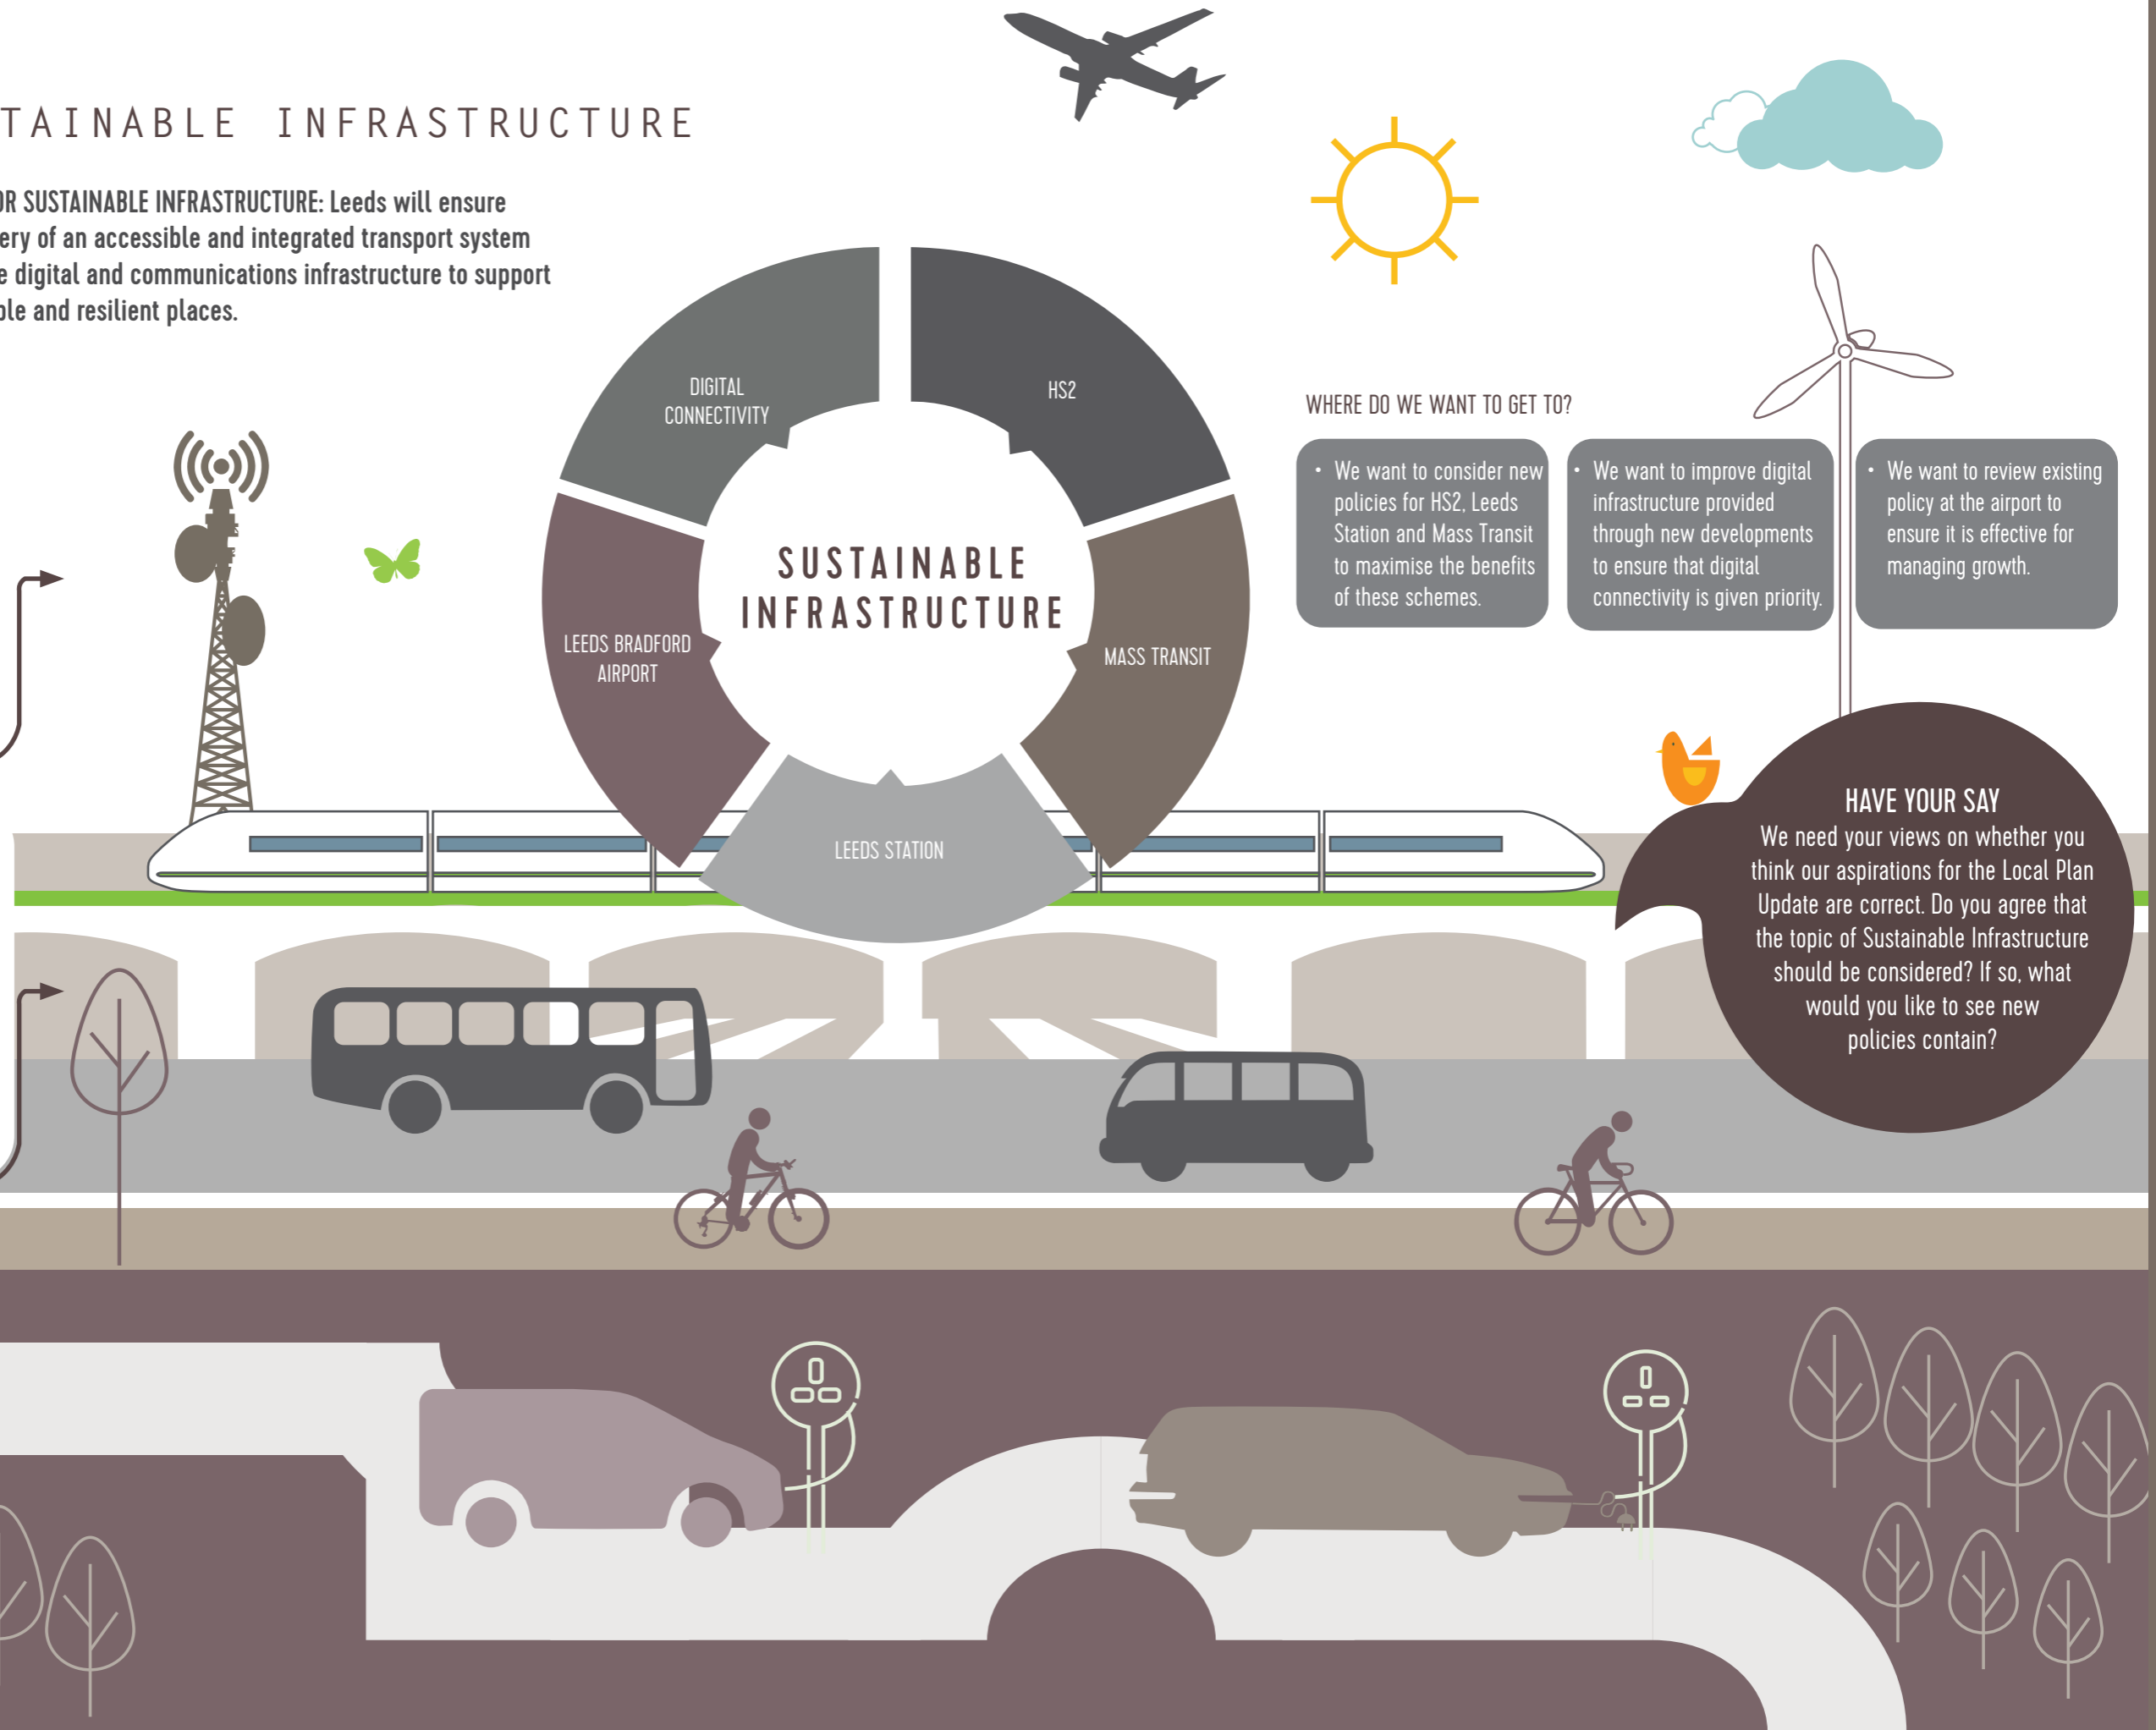 TAINABLE INFRASTRUCTURE
OR SUSTAINABLE INFRASTRUCTURE: Leeds will ensure
ery of an accessible and integrated transport system
e digital and communications infrastructure to support
ble and resilient places.
DIGITAL
CONNECTIVITY
HS2
LEEDS BRADFORD
AIRPORT
SUSTAINABLE
INFRASTRUCTURE
MASS TRANSIT
LEEDS STATION
WHERE DO WE WANT TO GET TO?
• We want to consider new
policies for HS2, Leeds
Station and Mass Transit
to maximise the benefits
of these schemes.
• We want to improve digital
infrastructure provided
through new developments
to ensure that digital
connectivity is given priority.
• We want to review existing
policy at the airport to
ensure it is effective for
managing growth.
HAVE YOUR SAY
We need your views on whether you
think our aspirations for the Local Plan
Update are correct. Do you agree that
the topic of Sustainable Infrastructure
should be considered? If so, what
would you like to see new
policies contain?